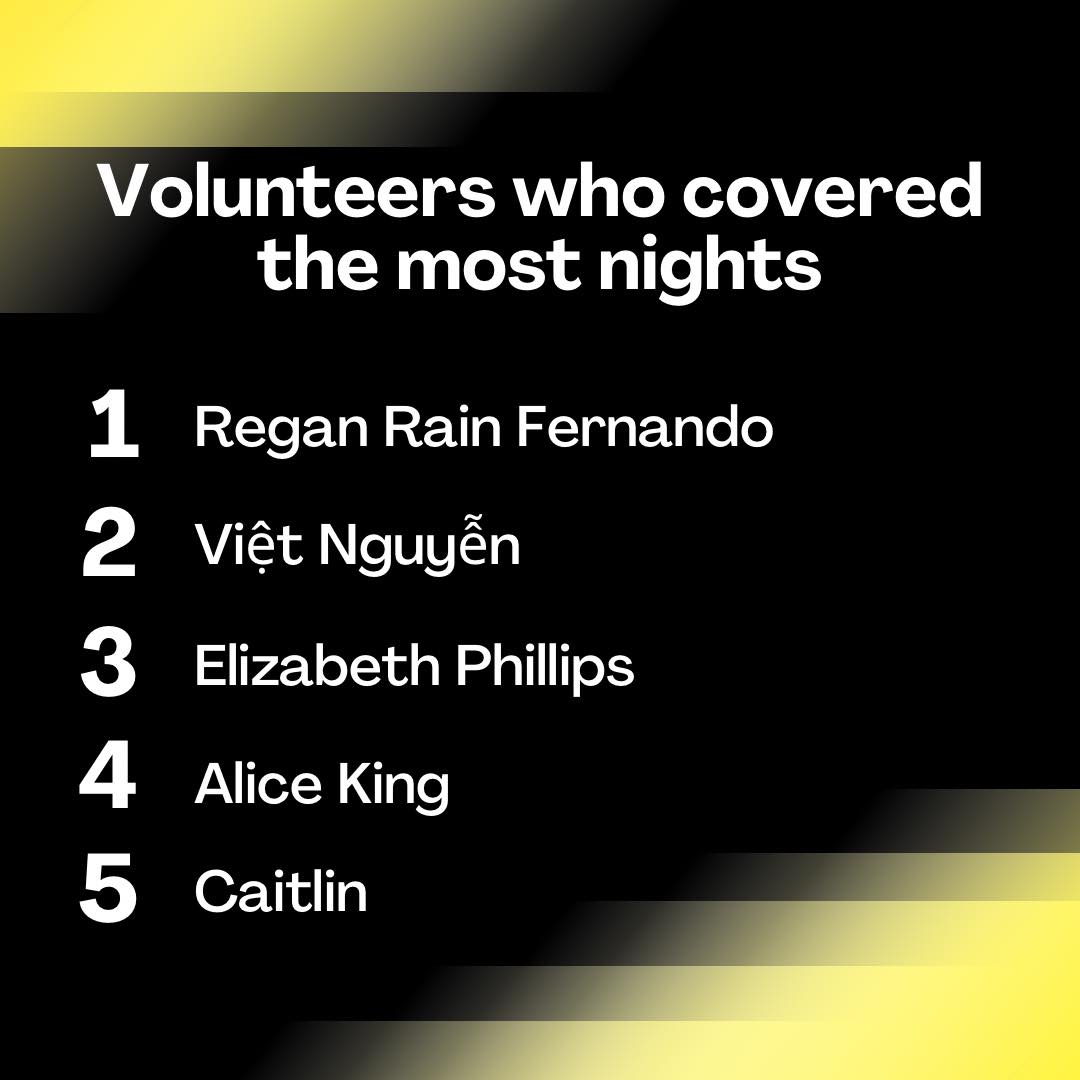 Volunteers who covered
the most nights
1 Regan Rain Fernando
2 Việt Nguyễn
3 Elizabeth Phillips
4 Alice King
5 Caitlin